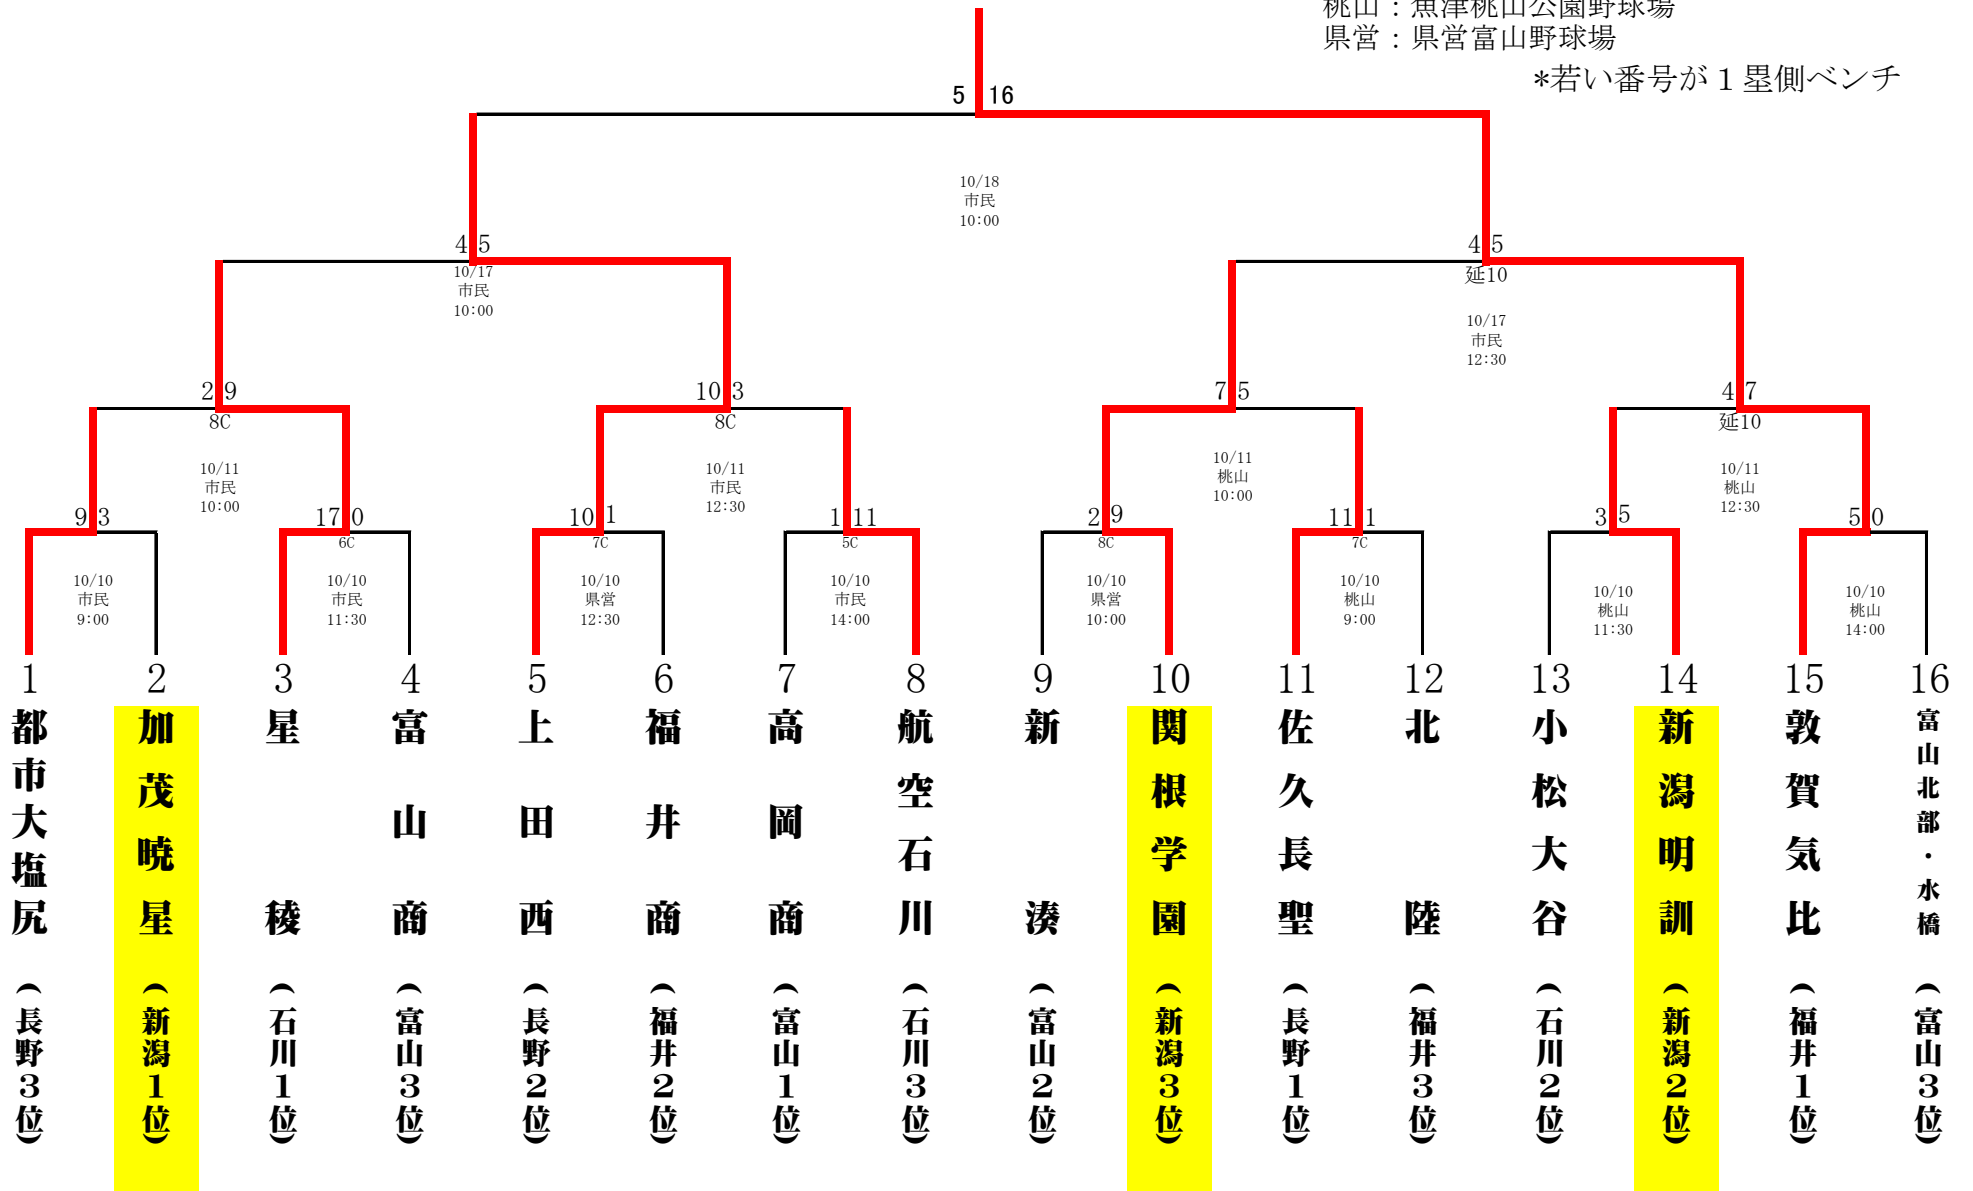 桃山：魚津桃山公園野球場
県営：県営富山野球場
*若い番号が１塁側ベンチ
5 16
10/18
市民
10:00
4 5
10/17
市民
10:00
4 5
延10
10/17
市民
12:30
2 9
8C
10/11
市民
10:00
10 3
8C
10/11
市民
12:30
7 5
10/11
桃山
10:00
4 7
延10
10/11
桃山
12:30
9 3
10/10
市民
9:00
17 0
6C
10/10
市民
11:30
10 1
7C
10/10
県営
12:30
1 11
5C
10/10
市民
14:00
2 9
8C
10/10
県営
10:00
11 1
7C
10/10
桃山
9:00
3 5
10/10
桃山
11:30
5 0
10/10
桃山
14:00
1
都市大塩尻（長野３位）
2
加茂暁星（新潟１位）
3
星稜（石川１位）
4
富山商（富山３位）
5
上田西（長野２位）
6
福井商（福井２位）
7
高岡商（富山１位）
8
航空石川（石川３位）
9
新湊（富山２位）
10
関根学園（新潟３位）
11
佐久長聖（長野１位）
12
北陸（福井３位）
13
小松大谷（石川２位）
14
新潟明訓（新潟２位）
15
敦賀気比（福井１位）
16
富山北部・水橋（富山３位）